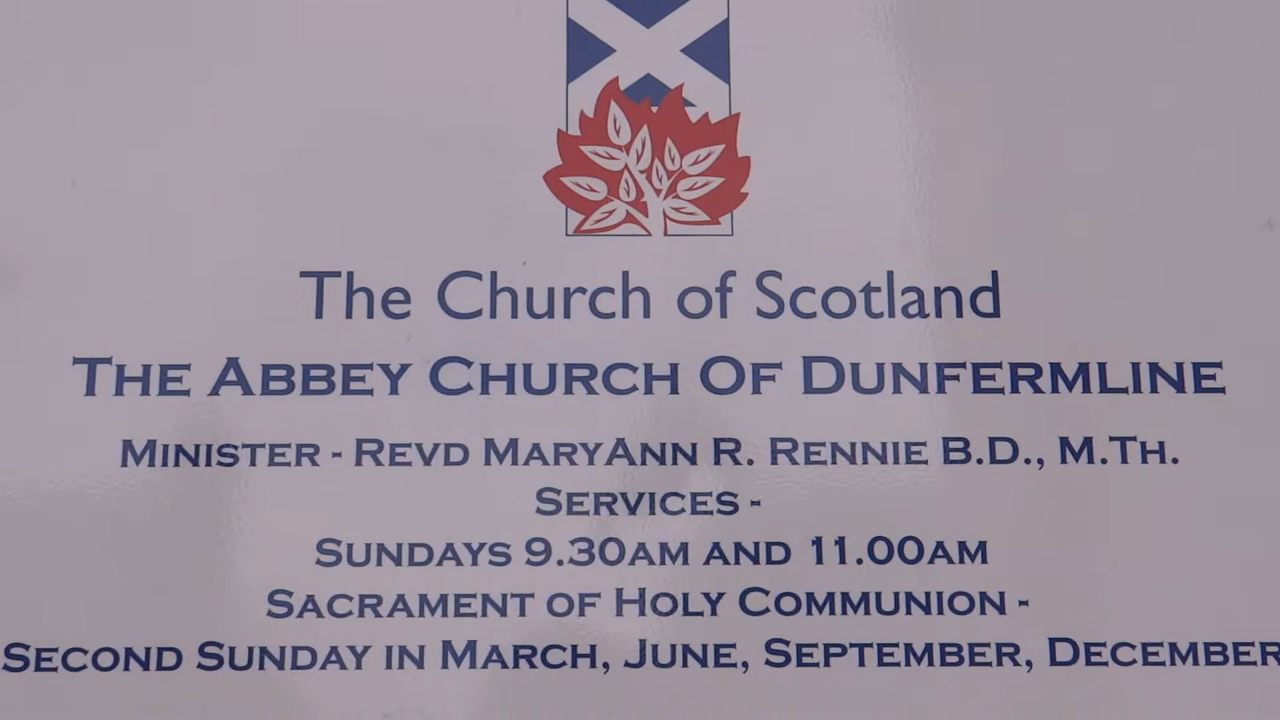 The Church of Scotland
THE ABBEY CHURCH OF DUNFERMLINE
MINISTER - REVD MARYANN R. RENNIE B.D., M.TH.
SERVICES -
SUNDAYS 9.30AM AND 11.00AM
SACRAMENT OF HOLY COMMUNION -
SECOND SUNDAY IN MARCH, JUNE, SEPTEMBER, DECEMBER